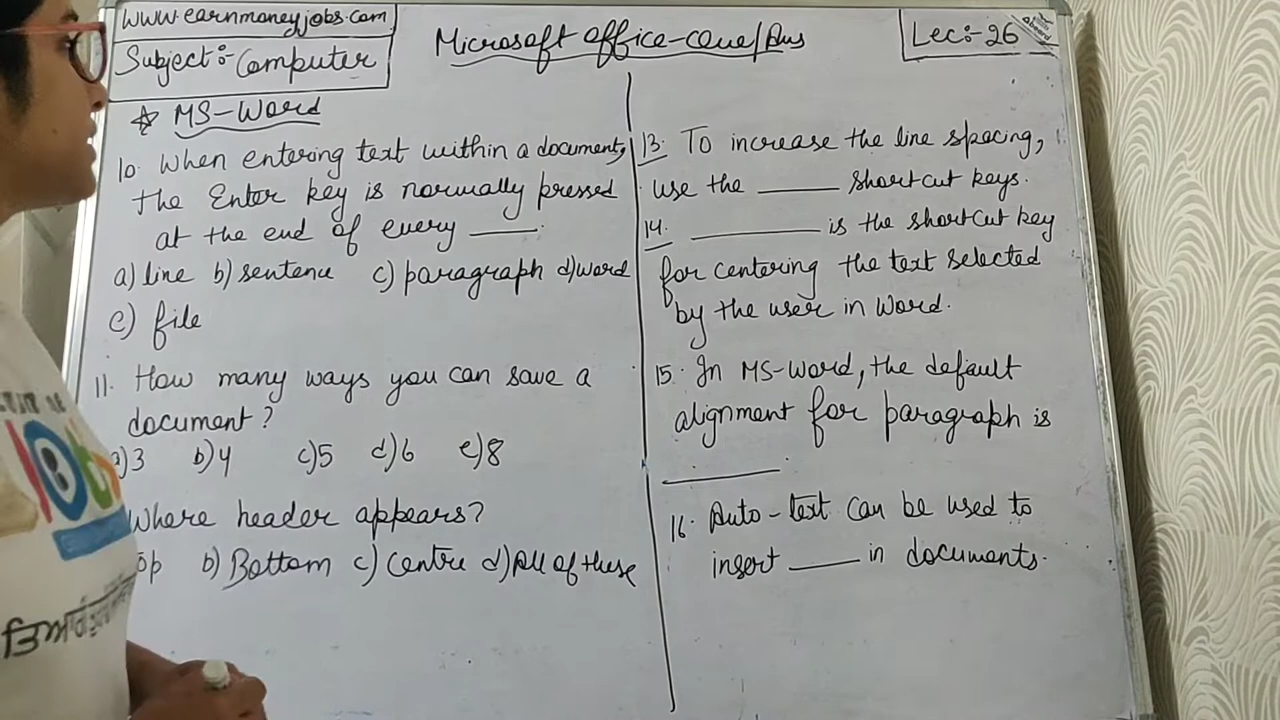 www.earnmoneyjobs.com
Subject:- Computer
Microsoft office-
Lec:-26
MS-Word
10. When entering text within a document,
the Enter key is normally pressed
at the end of every ____.
a) line b) sentence c) paragraph d) word
e) file
11. How many ways you can save a
document?
a) 3 b) 4 c) 5 d) 6 e) 8
Where header appears?
op b) Bottom c) Centre d) All of these
13. To increase the line spacing,
use the ____ shortcut keys.
14. ____ is the shortcut key
for centering the text selected
by the user in Word.
15. In MS-Word, the default
alignment for paragraph is
____.
16. Auto-text can be used to
insert ____ in documents.